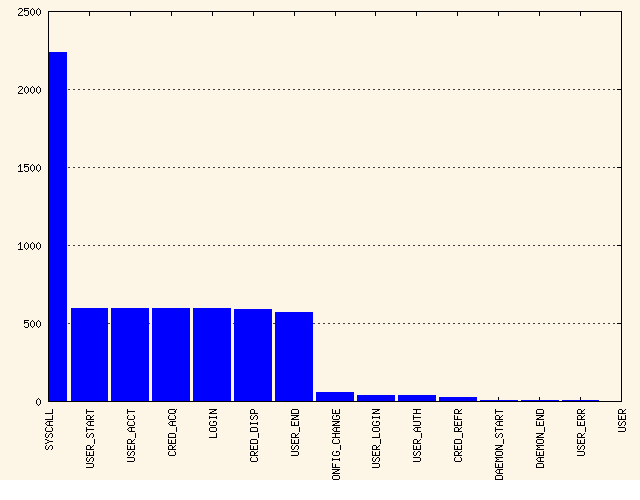 2500
2000
1500
1000
500
0
SYSCALL
USER_START
USER_ACCT
CRED_ACQ
LOGIN
CRED_DISP
USER_END
ONFIG_CHANGE
USER_LOGIN
USER_AUTH
CRED_REFR
DAEMON_START
DAEMON_END
USER_ERR
USER